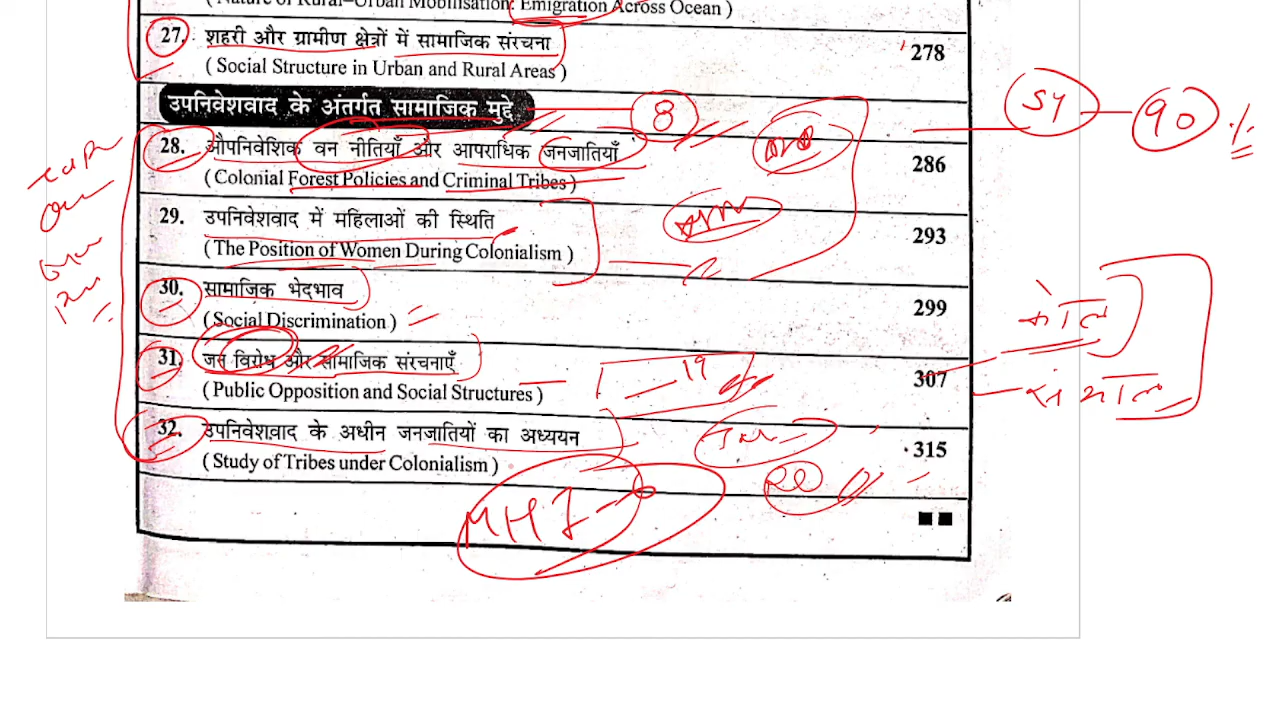 ( Nature of Rural–Urban Mobilisation: Emigration Across Ocean )
27. शहरी और ग्रामीण क्षेत्रों में सामाजिक संरचना 278
( Social Structure in Urban and Rural Areas )
उपनिवेशवाद के अंतर्गत सामाजिक मुद्दे 8
54 90 %
28. औपनिवेशिक वन नीतियाँ और आपराधिक जनजातियाँ 286
( Colonial Forest Policies and Criminal Tribes )
29. उपनिवेशवाद में महिलाओं की स्थिति 293
( The Position of Women During Colonialism )
30. सामाजिक भेदभाव 299
( Social Discrimination )
31. जन विरोध और सामाजिक संरचनाएँ 307
( Public Opposition and Social Structures ) 19
32. उपनिवेशवाद के अधीन जनजातियों का अध्ययन 315
( Study of Tribes under Colonialism )